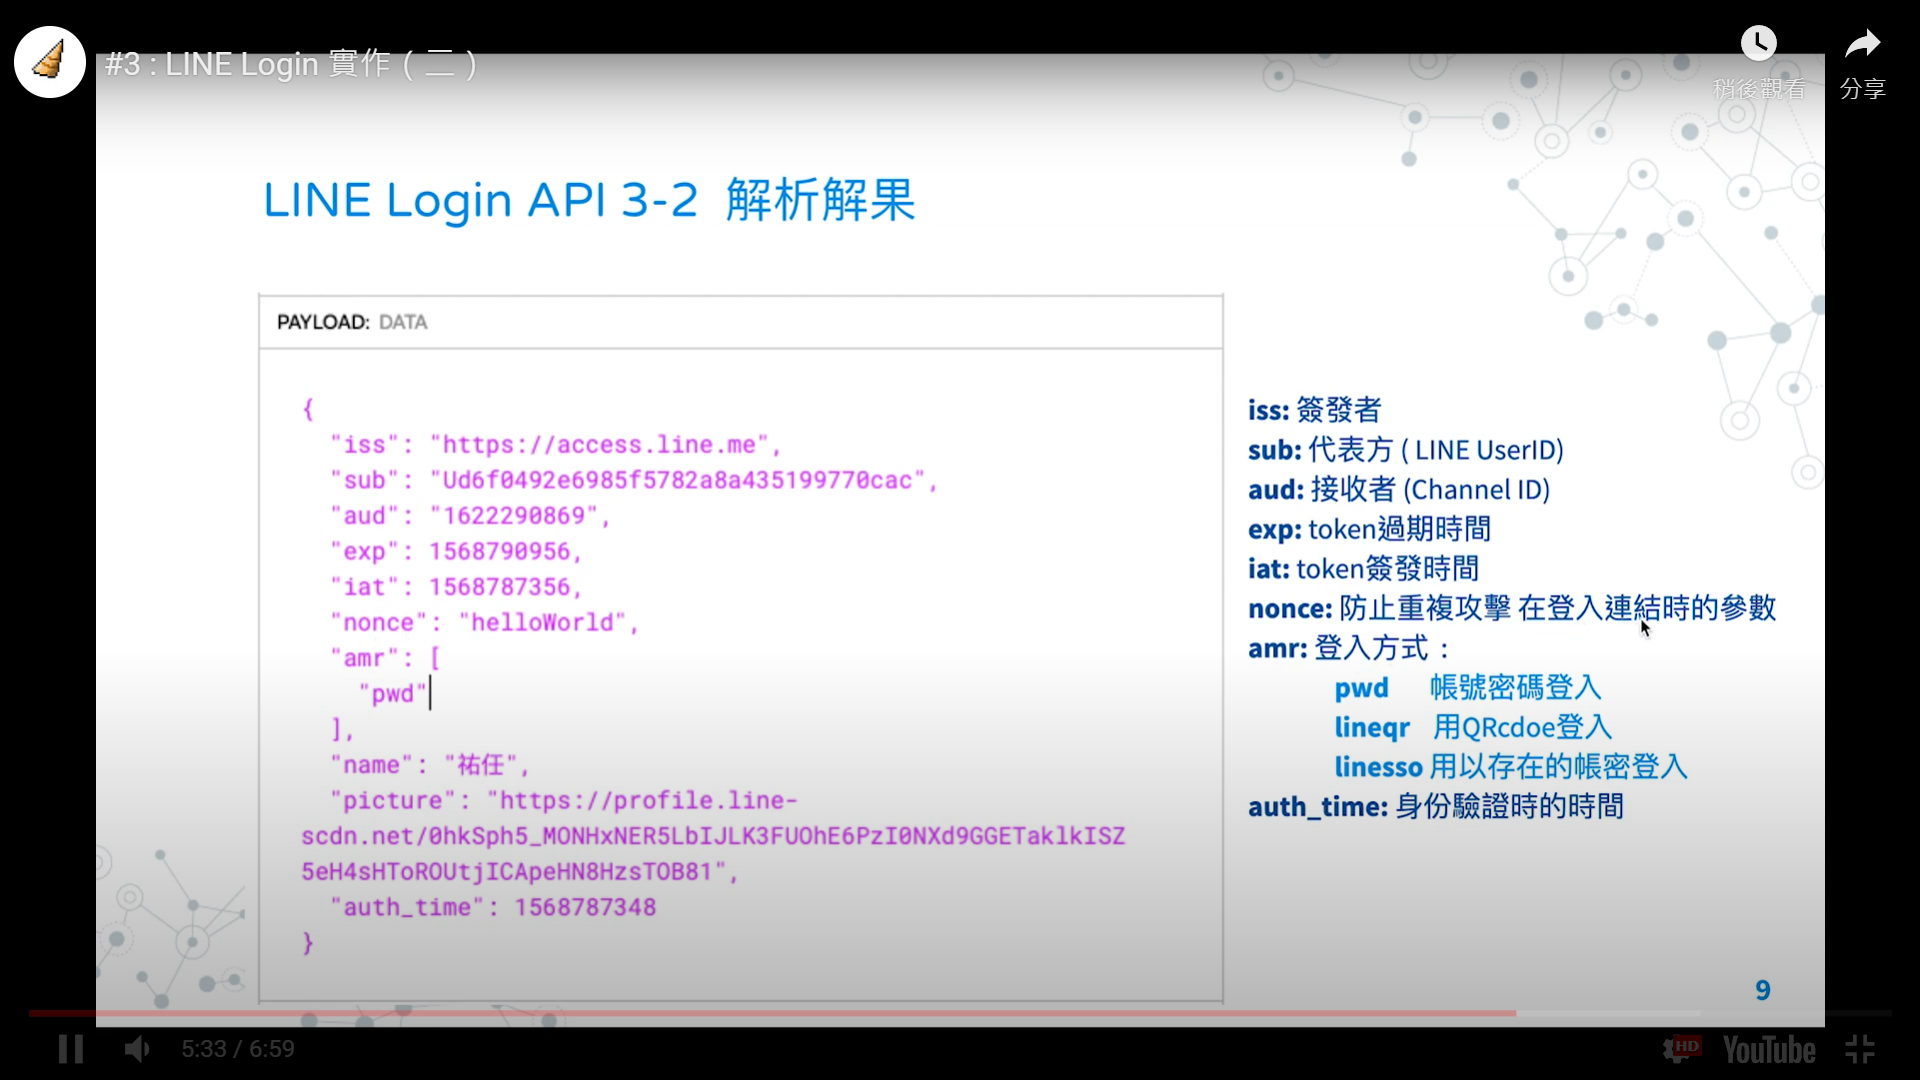 #3 : LINE Login 實作（二）
稍後觀看
分享
LINE Login API 3-2 解析解果
PAYLOAD: DATA
{
"iss": "https://access.line.me",
"sub": "Ud6f0492e6985f5782a8a435199770cac",
"aud": "1622290869",
"exp": 1568790956,
"iat": 1568787356,
"nonce": "helloWorld",
"amr": [
"pwd"
],
"name": "祐任",
"picture": "https://profile.line-
scdn.net/0hkSph5_MONHxNER5LbIJLK3FUOhE6PzI0NXd9GGETaklkISZ
5eH4sHToROUtjICApeHN8HzsTOB81",
"auth_time": 1568787348
}
iss: 簽發者
sub: 代表方 ( LINE UserID)
aud: 接收者 (Channel ID)
exp: token過期時間
iat: token簽發時間
nonce: 防止重複攻擊 在登入連結時的參數
amr: 登入方式：
pwd 帳號密碼登入
lineqr 用QRcdoe登入
linesso 用以存在的帳密登入
auth_time: 身份驗證時的時間
9
5:33 / 6:59
HD
YouTube